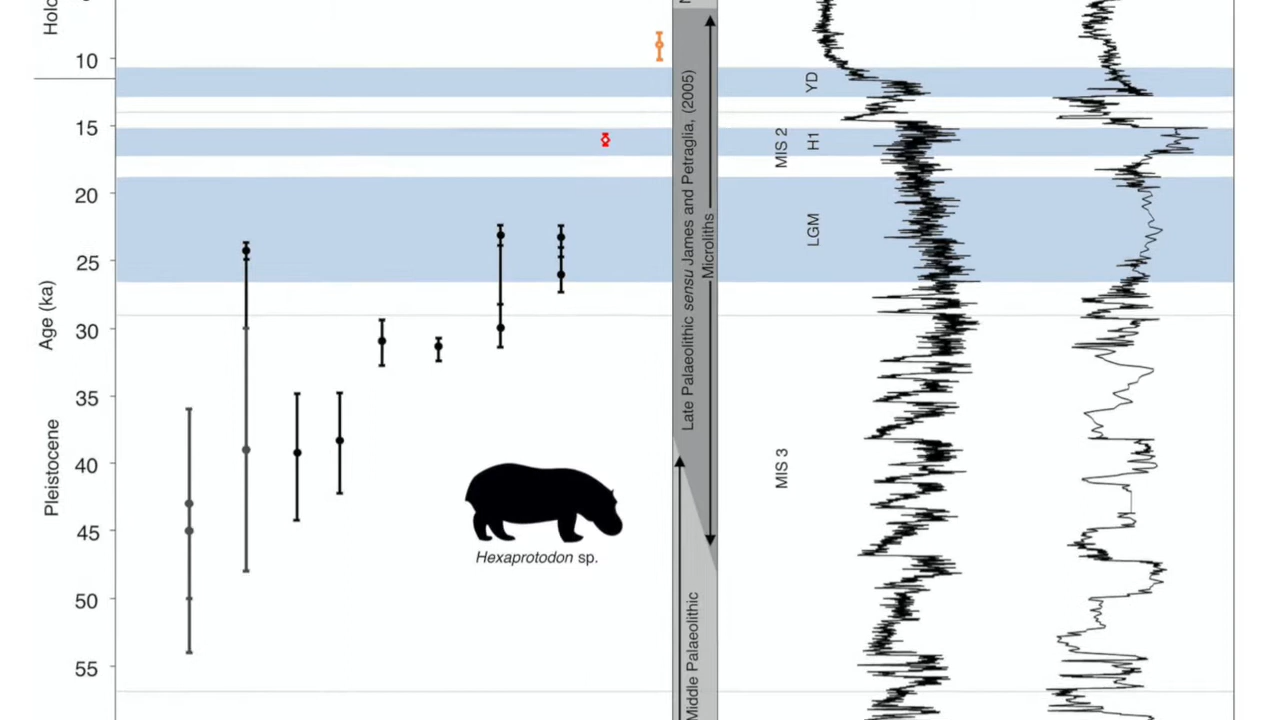 Holo
10
15
20
25
30
35
40
45
50
55
Age (ka)
Pleistocene
Hexaprotodon sp.
Late Palaeolithic sensu James and Petraglia, (2005)
Microliths
Middle Palaeolithic
YD
MIS 2
H1
LGM
MIS 3